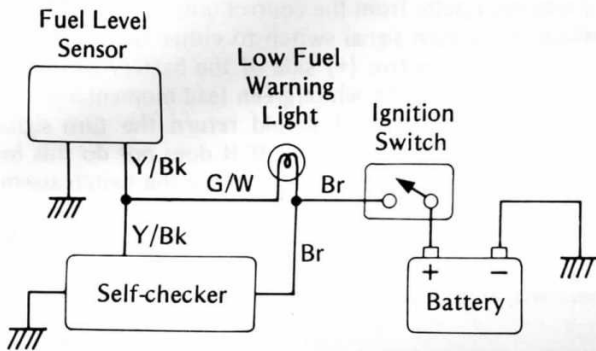 Fuel Level
Sensor
Low Fuel
Warning
Light
Ignition
Switch
Y/Bk
G/W
Br
Y/Bk
Br
Self-checker
+ −
Battery